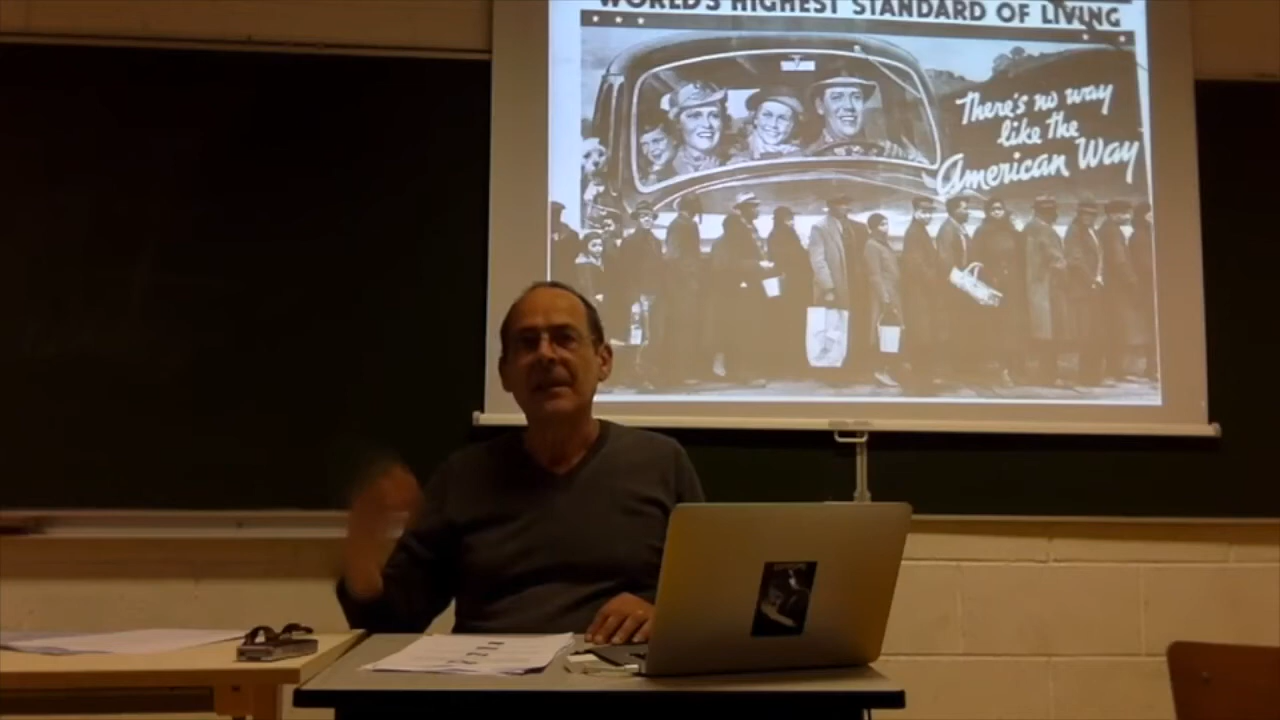 WORLD'S HIGHEST STANDARD OF LIVING
There's no way
like the
American Way